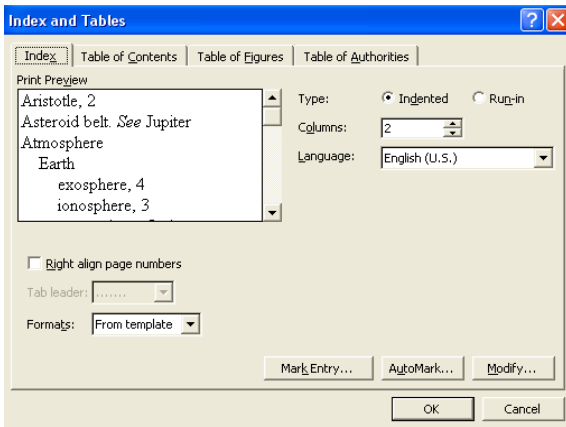 Index and Tables
Index Table of Contents Table of Figures Table of Authorities
Print Preview
Aristotle, 2
Asteroid belt. See Jupiter
Atmosphere
Earth
exosphere, 4
ionosphere, 3
Type: Indented Run-in
Columns: 2
Language: English (U.S.)
Right align page numbers
Tab leader: .......
Formats: From template
Mark Entry... AutoMark... Modify...
OK Cancel